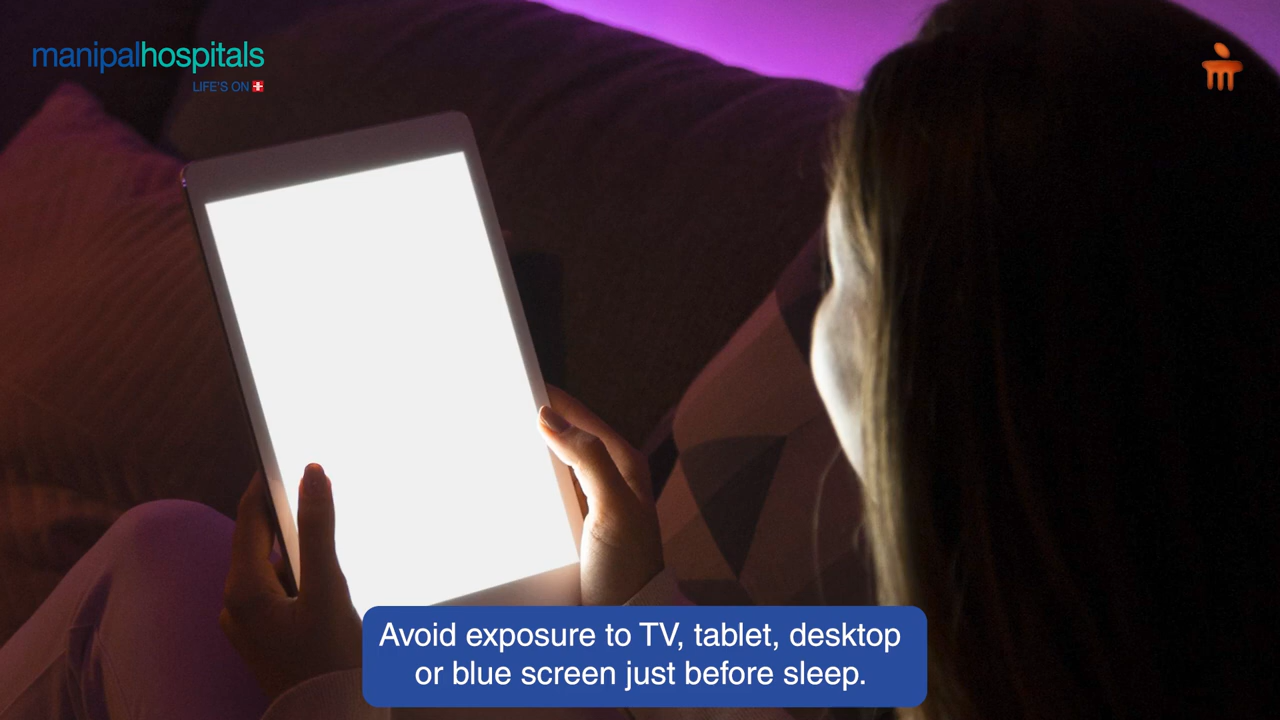 manipalhospitals
LIFE'S ON
Avoid exposure to TV, tablet, desktop
or blue screen just before sleep.